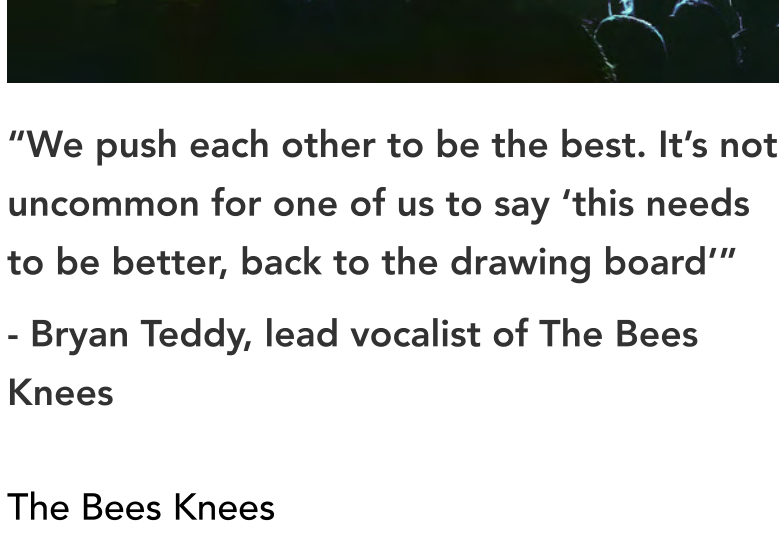 “We push each other to be the best. It’s not
uncommon for one of us to say ‘this needs
to be better, back to the drawing board’”
- Bryan Teddy, lead vocalist of The Bees
Knees
The Bees Knees